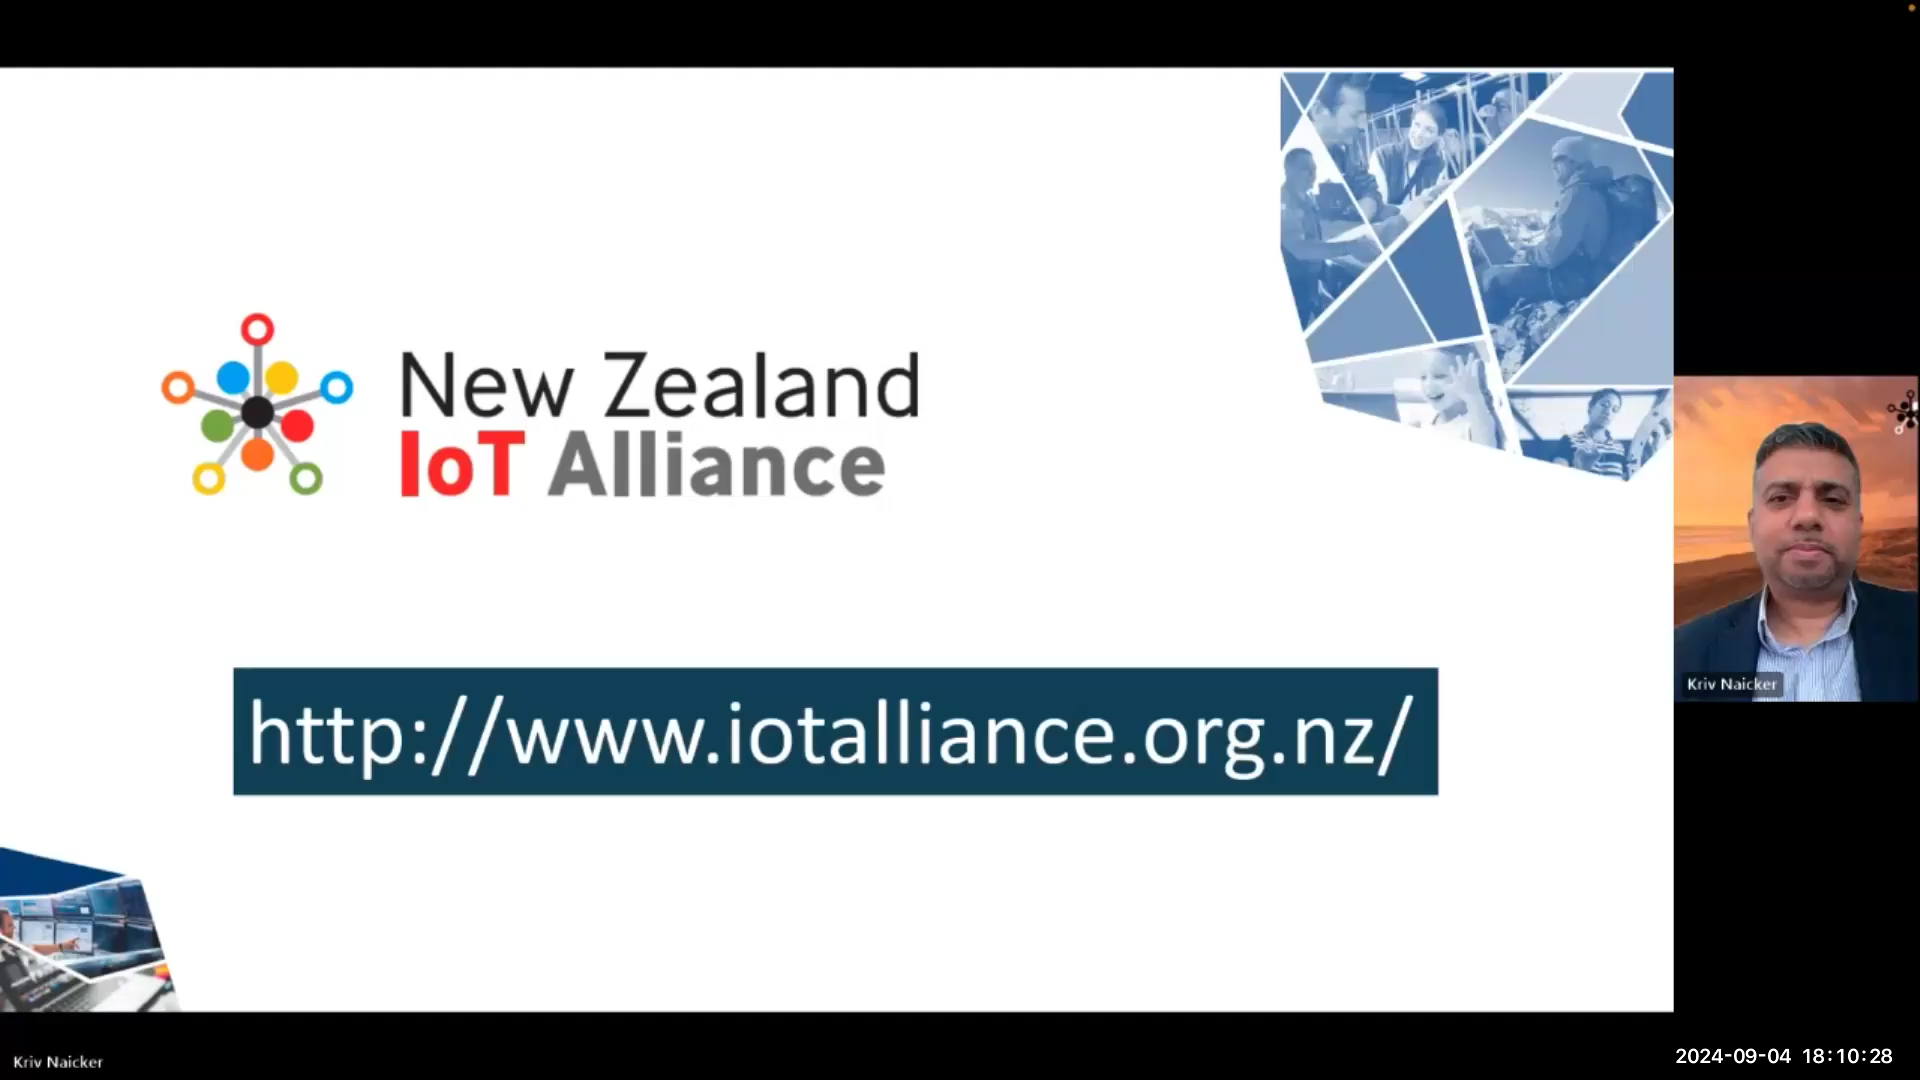 New Zealand
IoT Alliance
http://www.iotalliance.org.nz/
Kriv Naicker
Kriv Naicker
2024-09-04 18:10:28